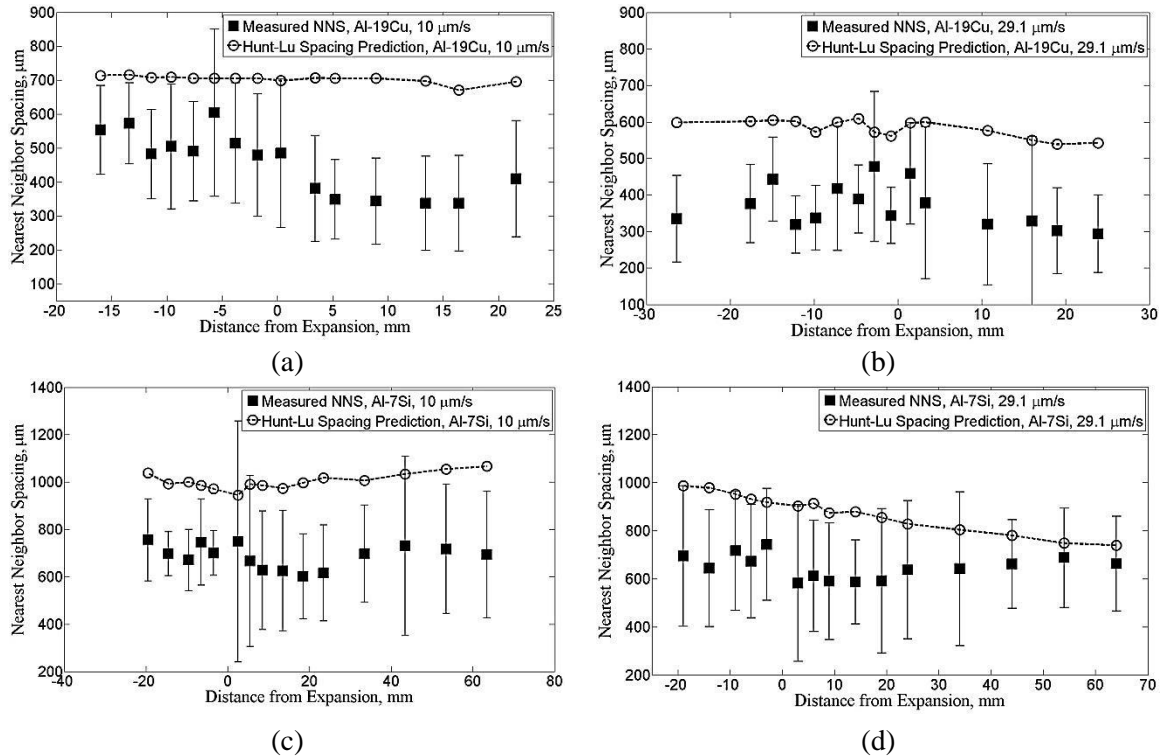 Measured NNS, Al-19Cu, 10 μm/s
Hunt-Lu Spacing Prediction, Al-19Cu, 10 μm/s
Nearest Neighbor Spacing, μm
900
800
700
600
500
400
300
200
100
-20 -15 -10 -5 0 5 10 15 20 25
Distance from Expansion, mm
(a)
Measured NNS, Al-19Cu, 29.1 μm/s
Hunt-Lu Spacing Prediction, Al-19Cu, 29.1 μm/s
Nearest Neighbor Spacing, μm
900
800
700
600
500
400
300
200
100
-30 -20 -10 0 10 20 30
Distance from Expansion, mm
(b)
Measured NNS, Al-7Si, 10 μm/s
Hunt-Lu Spacing Prediction, Al-7Si, 10 μm/s
Nearest Neighbor Spacing, μm
1400
1200
1000
800
600
400
200
-40 -20 0 20 40 60 80
Distance from Expansion, mm
(c)
Measured NNS, Al-7Si, 29.1 μm/s
Hunt-Lu Spacing Prediction, Al-7Si, 29.1 μm/s
Nearest Neighbor Spacing, μm
1400
1200
1000
800
600
400
200
-20 -10 0 10 20 30 40 50 60 70
Distance from Expansion, mm
(d)